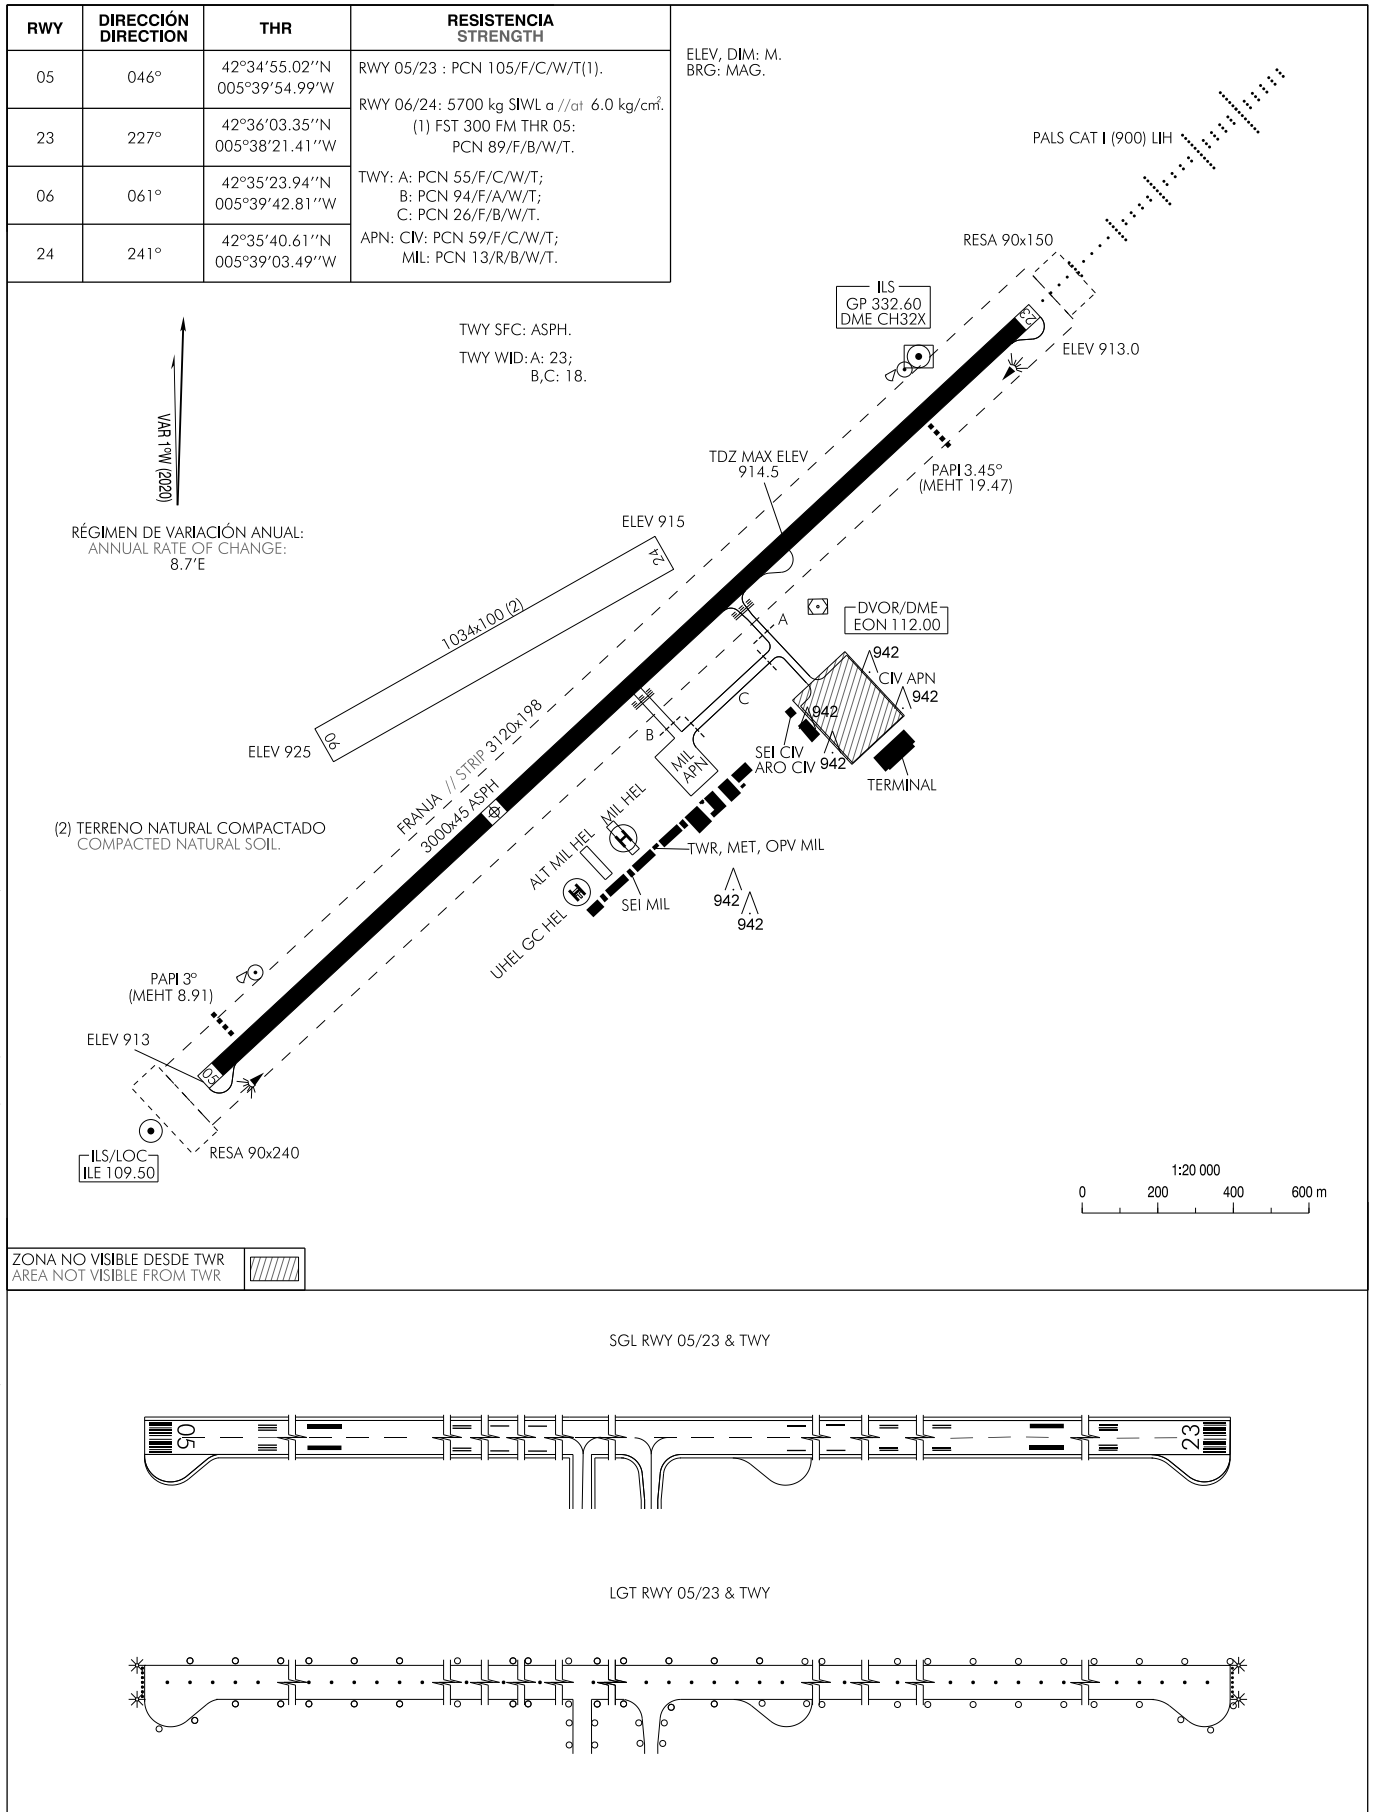 RWY
DIRECCIÓN
DIRECTION
THR
RESISTENCIA
STRENGTH
05
046°
42°34'55.02''N
005°39'54.99''W
23
227°
42°36'03.35''N
005°38'21.41''W
06
061°
42°35'23.94''N
005°39'42.81''W
24
241°
42°35'40.61''N
005°39'03.49''W
RWY 05/23 : PCN 105/F/C/W/T(1).
RWY 06/24: 5700 kg SIWL a //at 6.0 kg/cm².
(1) FST 300 FM THR 05:
PCN 89/F/B/W/T.
TWY: A: PCN 55/F/C/W/T;
B: PCN 94/F/A/W/T;
C: PCN 26/F/B/W/T.
APN: CIV: PCN 59/F/C/W/T;
MIL: PCN 13/R/B/W/T.
ELEV, DIM: M.
BRG: MAG.
PALS CAT I (900) LIH
RESA 90x150
ILS
GP 332.60
DME CH32X
23
ELEV 913.0
TWY SFC: ASPH.
TWY WID: A: 23;
B,C: 18.
VAR 1°W (2020)
RÉGIMEN DE VARIACIÓN ANUAL:
ANNUAL RATE OF CHANGE:
8.7'E
TDZ MAX ELEV
914.5
PAPI 3.45°
(MEHT 19.47)
ELEV 915
24
1034x100 (2)
06
ELEV 925
DVOR/DME
EON 112.00
A
942
CIV APN
942
C
942
B
SEI CIV
ARO CIV
942
MIL
APN
TERMINAL
FRANJA // STRIP 3120x198
3000x45 ASPH
(2) TERRENO NATURAL COMPACTADO
COMPACTED NATURAL SOIL.
MIL HEL
H
ALT MIL HEL
TWR, MET, OPV MIL
UHEL GC HEL
H
SEI MIL
942
942
PAPI 3°
(MEHT 8.91)
ELEV 913
05
RESA 90x240
ILS/LOC
ILE 109.50
1:20 000
0 200 400 600 m
ZONA NO VISIBLE DESDE TWR
AREA NOT VISIBLE FROM TWR
SGL RWY 05/23 & TWY
05
23
LGT RWY 05/23 & TWY